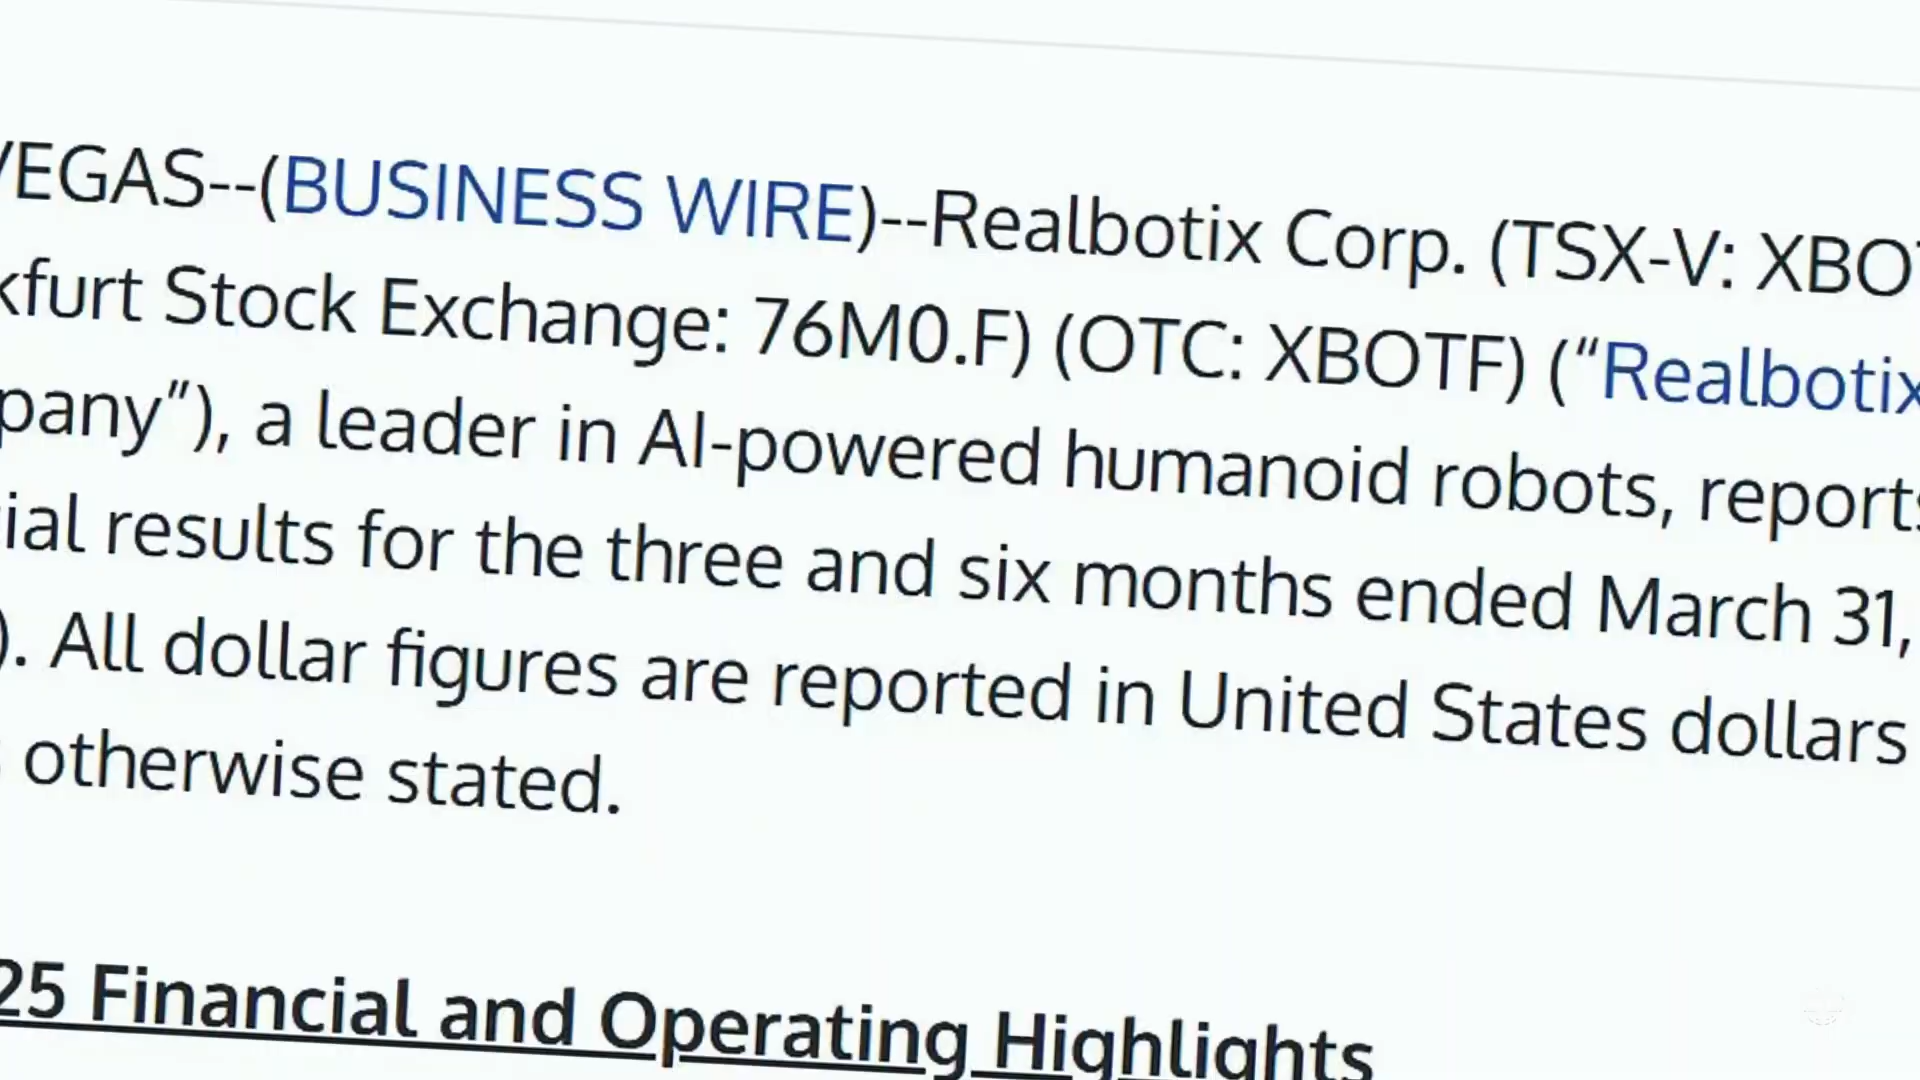 VEGAS--(BUSINESS WIRE)--Realbotix Corp. (TSX-V: XBOT
kfurt Stock Exchange: 76M0.F) (OTC: XBOTF) (“Realbotix
pany”), a leader in AI-powered humanoid robots, reports
ial results for the three and six months ended March 31,
). All dollar figures are reported in United States dollars
otherwise stated.
25 Financial and Operating Highlights